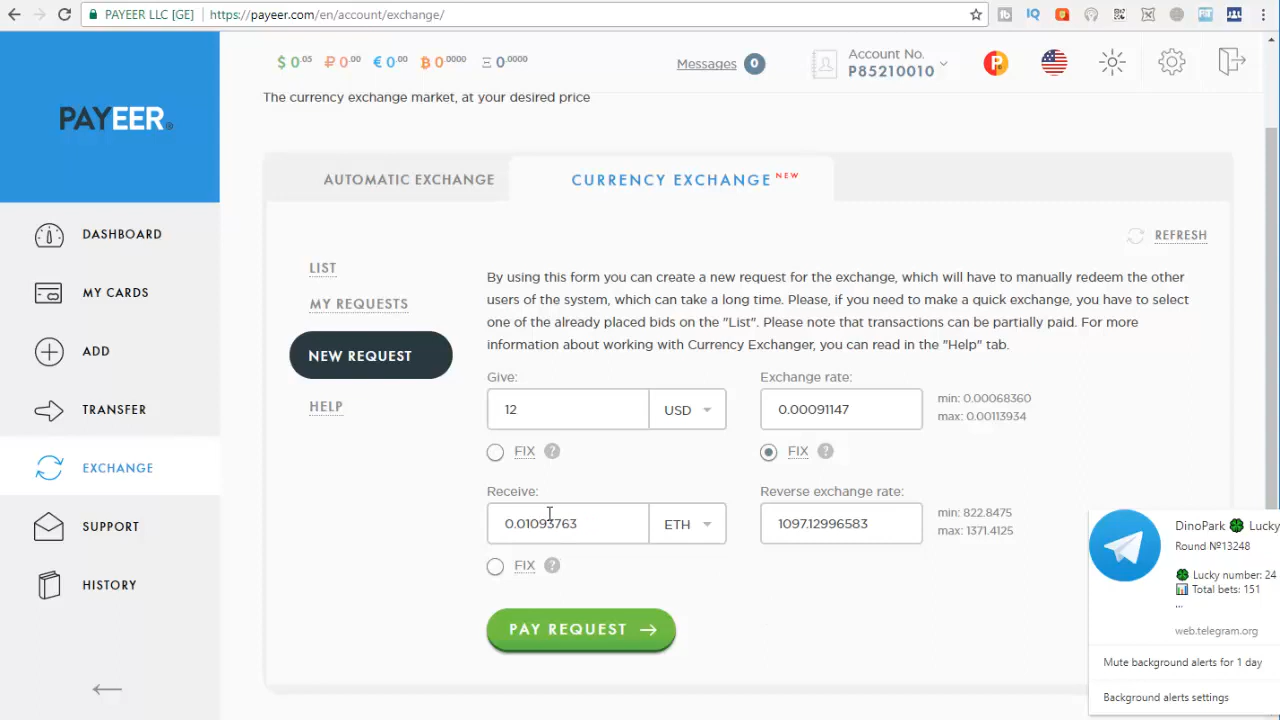 PAYEER LLC [GE] https://payeer.com/en/account/exchange/
PAYEER
$ 0.05 ₽ 0.00 € 0.00 ₿ 0.0000 Ξ 0.0000
Messages 0
Account No.
P85210010
The currency exchange market, at your desired price
AUTOMATIC EXCHANGE
CURRENCY EXCHANGE NEW
DASHBOARD
MY CARDS
ADD
TRANSFER
EXCHANGE
SUPPORT
HISTORY
REFRESH
LIST
MY REQUESTS
NEW REQUEST
HELP
By using this form you can create a new request for the exchange, which will have to manually redeem the other
users of the system, which can take a long time. Please, if you need to make a quick exchange, you have to select
one of the already placed bids on the "List". Please note that transactions can be partially paid. For more
information about working with Currency Exchanger, you can read in the "Help" tab.
Give:
12 USD
FIX ?
Exchange rate:
0.00091147
min: 0.00068360
max: 0.00113934
FIX ?
Receive:
0.01093763 ETH
FIX ?
Reverse exchange rate:
1097.12996583
min: 822.8475
max: 1371.4125
PAY REQUEST
DinoPark 🍀 Lucky
Round №13248
🍀 Lucky number: 24
📊 Total bets: 151
...
web.telegram.org
Mute background alerts for 1 day
Background alerts settings